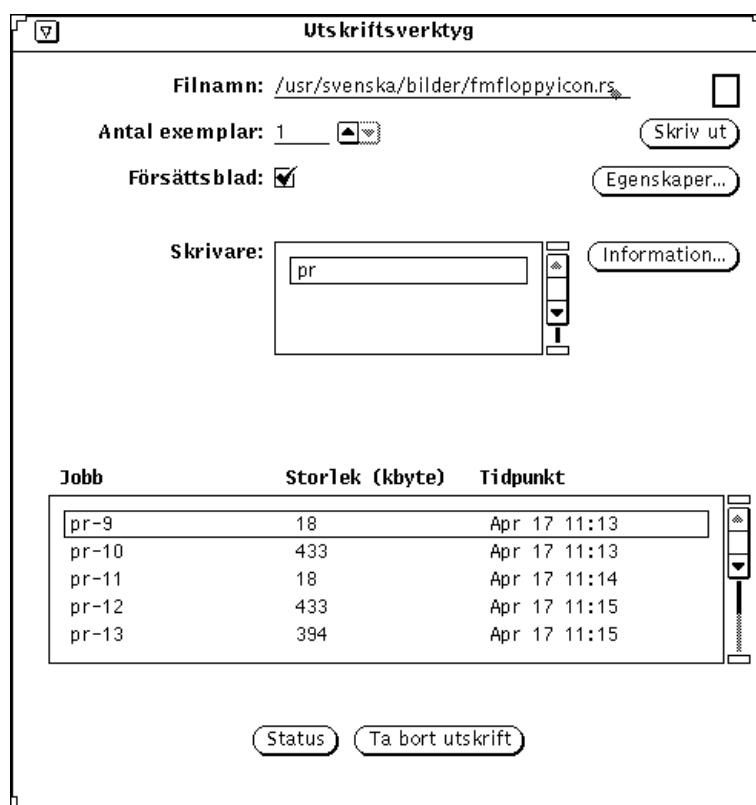 Utskriftsverktyg
Filnamn: /usr/svenska/bilder/fmfloppyicon.rs
Antal exemplar: 1
Skriv ut
Försättsblad:
Egenskaper...
Skrivare:
pr
Information...
Jobb Storlek (kbyte) Tidpunkt
pr-9 18 Apr 17 11:13
pr-10 433 Apr 17 11:13
pr-11 18 Apr 17 11:14
pr-12 433 Apr 17 11:15
pr-13 394 Apr 17 11:15
Status Ta bort utskrift